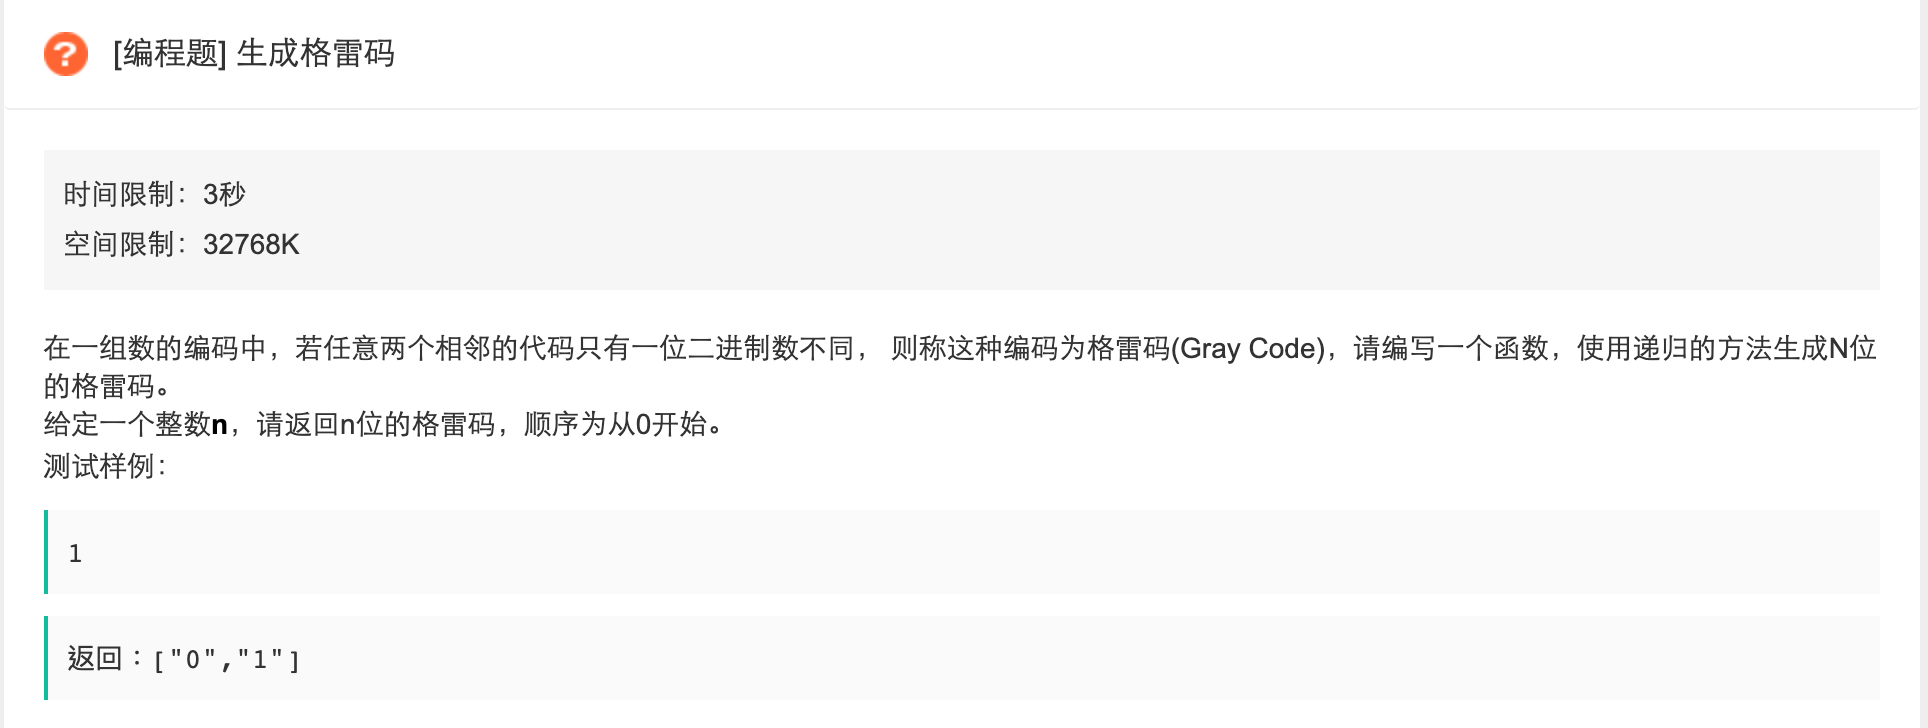 [编程题] 生成格雷码
时间限制：3秒
空间限制：32768K
在一组数的编码中，若任意两个相邻的代码只有一位二进制数不同， 则称这种编码为格雷码(Gray Code)，请编写一个函数，使用递归的方法生成N位
的格雷码。
给定一个整数n，请返回n位的格雷码，顺序为从0开始。
测试样例：
1
返回：["0","1"]